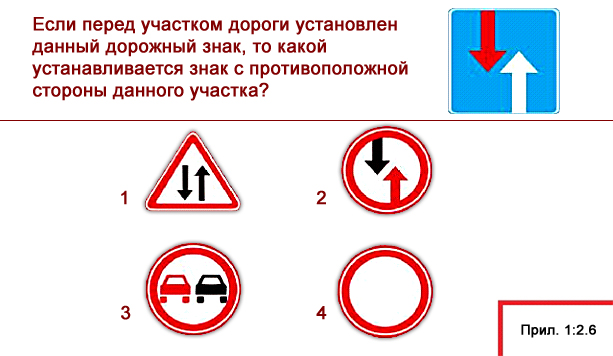 Если перед участком дороги установлен
данный дорожный знак, то какой
устанавливается знак с противоположной
стороны данного участка?
1
2
3
4
Прил. 1:2.6